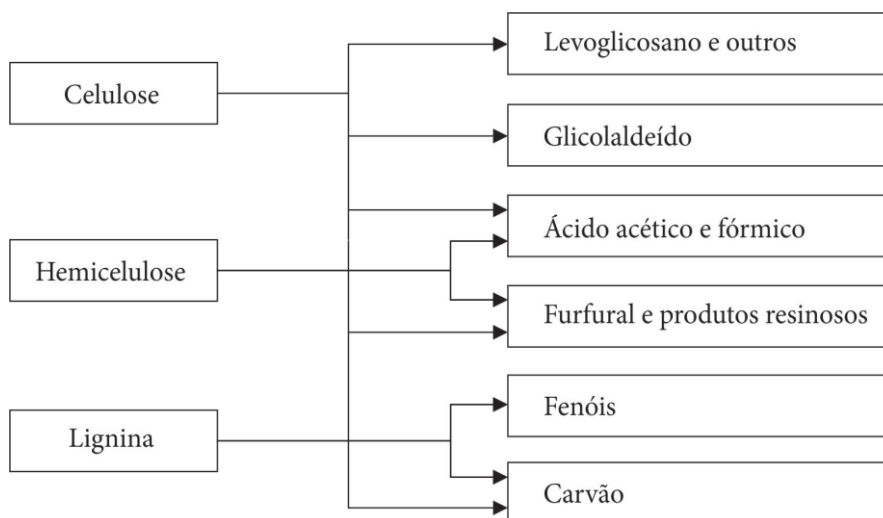 Celulose
Hemicelulose
Lignina
Levoglicosano e outros
Glicolaldeído
Ácido acético e fórmico
Furfural e produtos resinosos
Fenóis
Carvão